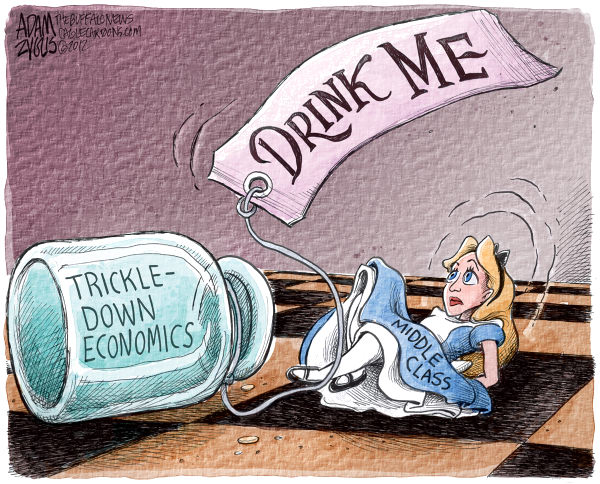 ADAM
ZYGLIS
THE BUFFALO NEWS
CAGLECARTOONS.COM
©2012
DRINK ME
TRICKLE-
DOWN
ECONOMICS
MIDDLE
CLASS